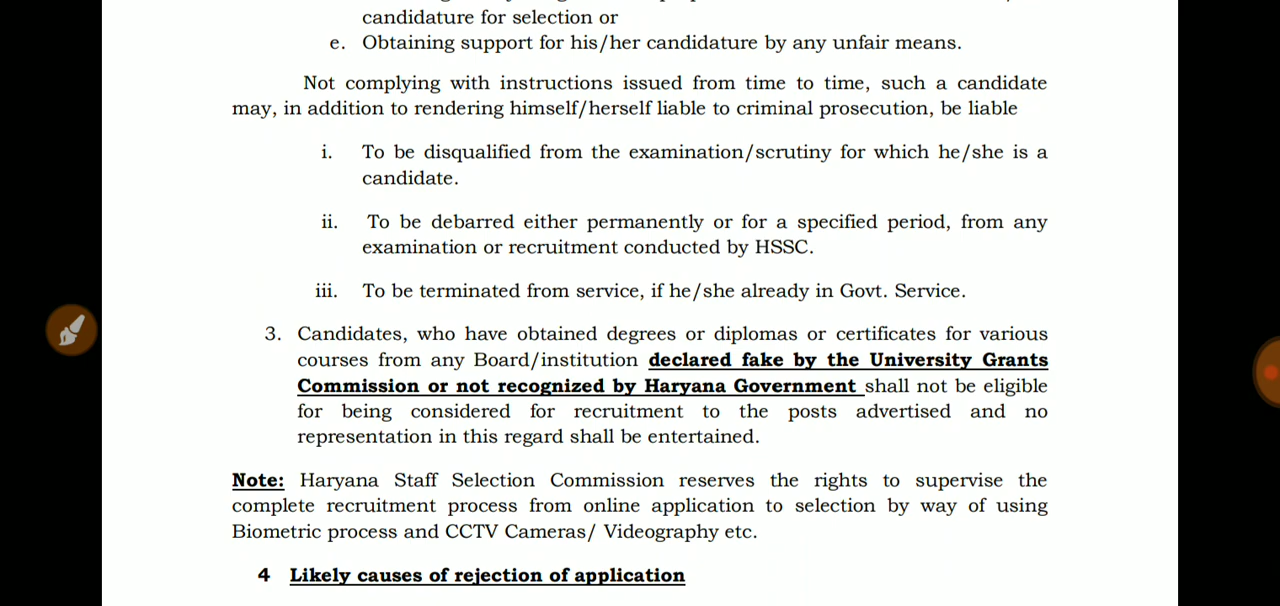 candidature for selection or
e. Obtaining support for his/her candidature by any unfair means.
Not complying with instructions issued from time to time, such a candidate
may, in addition to rendering himself/herself liable to criminal prosecution, be liable
i. To be disqualified from the examination/scrutiny for which he/she is a
candidate.
ii. To be debarred either permanently or for a specified period, from any
examination or recruitment conducted by HSSC.
iii. To be terminated from service, if he/she already in Govt. Service.
3. Candidates, who have obtained degrees or diplomas or certificates for various
courses from any Board/institution declared fake by the University Grants
Commission or not recognized by Haryana Government shall not be eligible
for being considered for recruitment to the posts advertised and no
representation in this regard shall be entertained.
Note: Haryana Staff Selection Commission reserves the rights to supervise the
complete recruitment process from online application to selection by way of using
Biometric process and CCTV Cameras/ Videography etc.
4 Likely causes of rejection of application